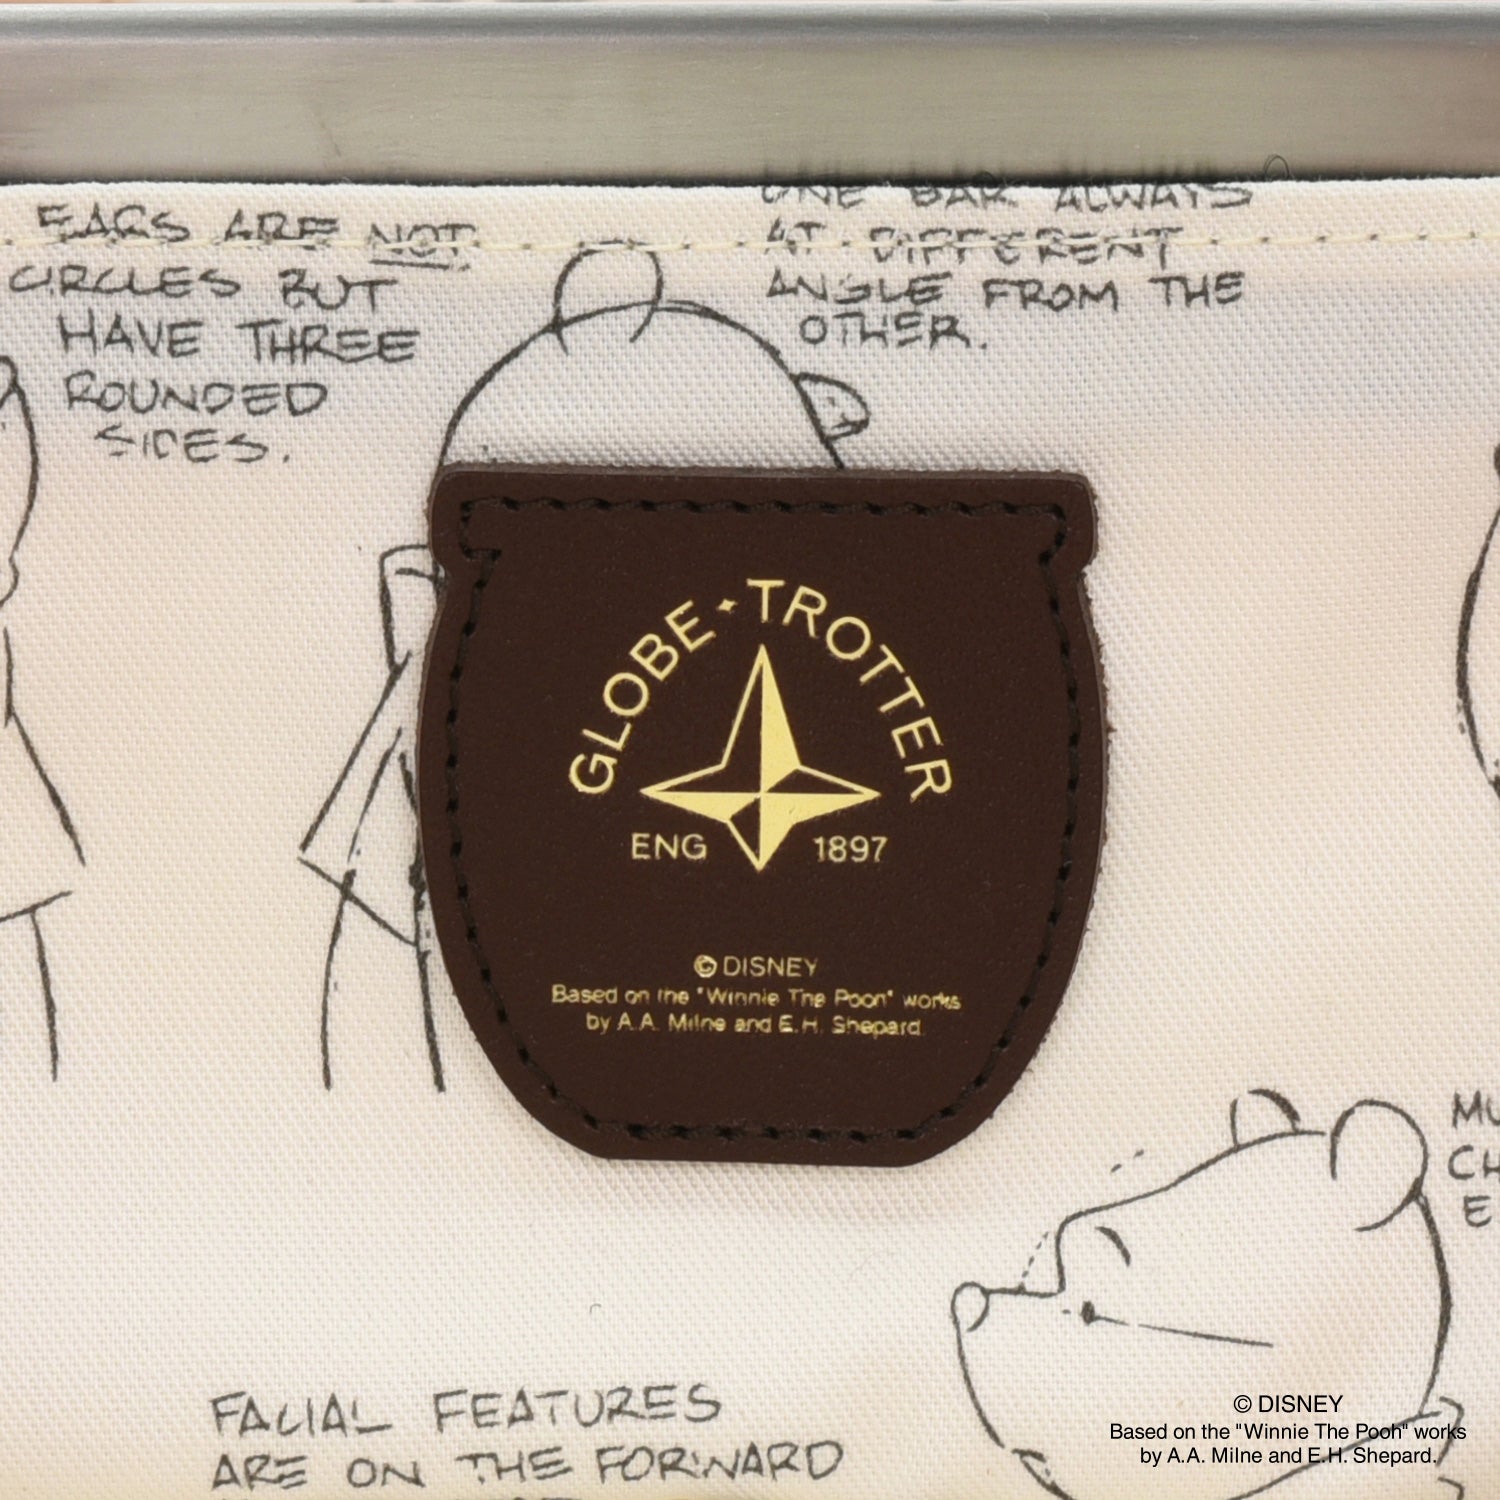 EARS ARE NOT
CIRCLES BUT
HAVE THREE
ROUNDED
SIDES.
ONE EAR ALWAYS
AT DIFFERENT
ANGLE FROM THE
OTHER.
GLOBE-TROTTER
ENG 1897
© DISNEY
Based on the "Winnie The Pooh" works
by A.A. Milne and E.H. Shepard.
FACIAL FEATURES
ARE ON THE FORWARD
© DISNEY
Based on the "Winnie The Pooh" works
by A.A. Milne and E.H. Shepard.